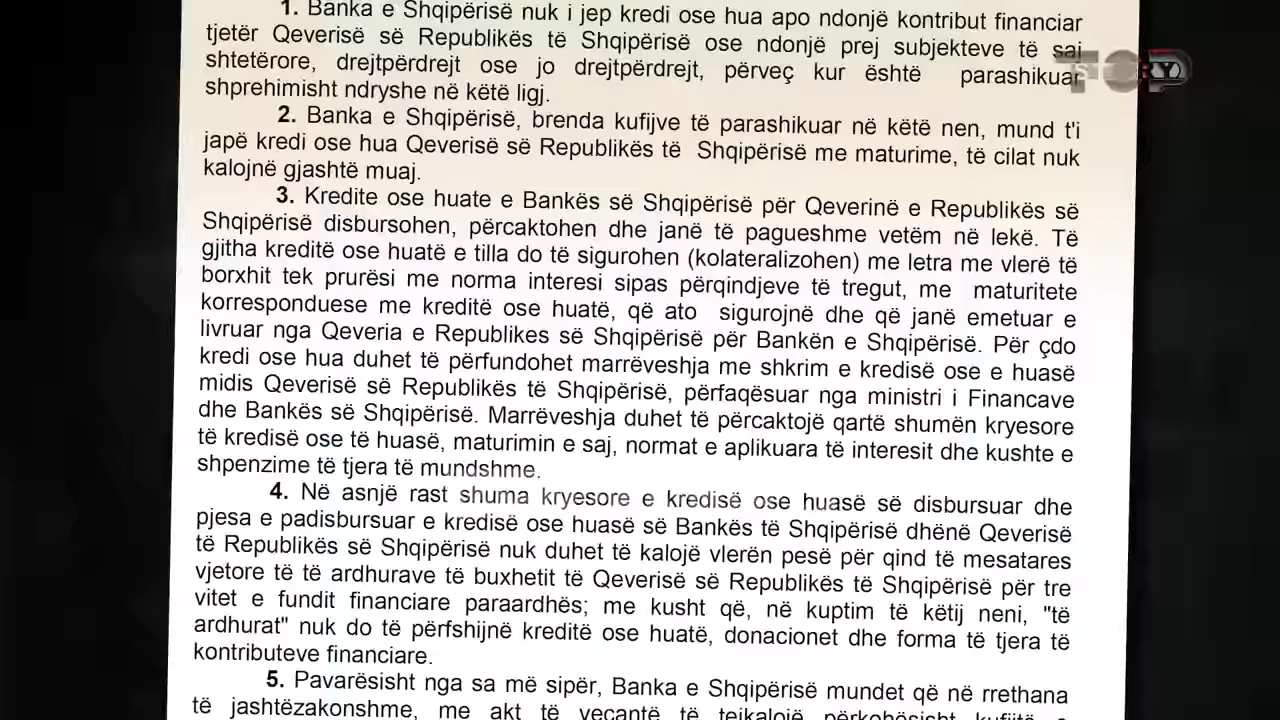 1. Banka e Shqipërisë nuk i jep kredi ose hua apo ndonjë kontribut financiar
tjetër Qeverisë së Republikës të Shqipërisë ose ndonjë prej subjekteve të saj
shtetërore, drejtpërdrejt ose jo drejtpërdrejt, përveç kur është parashikuar
shprehimisht ndryshe në këtë ligj.
2. Banka e Shqipërisë, brenda kufijve të parashikuar në këtë nen, mund t'i
japë kredi ose hua Qeverisë së Republikës të Shqipërisë me maturime, të cilat nuk
kalojnë gjashtë muaj.
3. Kredite ose huate e Bankës së Shqipërisë për Qeverinë e Republikës së
Shqipërisë disbursohen, përcaktohen dhe janë të pagueshme vetëm në lekë. Të
gjitha kreditë ose huatë e tilla do të sigurohen (kolateralizohen) me letra me vlerë të
borxhit tek prurësi me norma interesi sipas përqindjeve të tregut, me maturitete
korresponduese me kreditë ose huatë, që ato sigurojnë dhe që janë emetuar e
livruar nga Qeveria e Republikes së Shqipërisë për Bankën e Shqipërisë. Për çdo
kredi ose hua duhet të përfundohet marrëveshja me shkrim e kredisë ose e huasë
midis Qeverisë së Republikës të Shqipërisë, përfaqësuar nga ministri i Financave
dhe Bankës së Shqipërisë. Marrëveshja duhet të përcaktojë qartë shumën kryesore
të kredisë ose të huasë, maturimin e saj, normat e aplikuara të interesit dhe kushte e
shpenzime të tjera të mundshme.
4. Në asnjë rast shuma kryesore e kredisë ose huasë së disbursuar dhe
pjesa e padisbursuar e kredisë ose huasë së Bankës të Shqipërisë dhënë Qeverisë
të Republikës së Shqipërisë nuk duhet të kalojë vlerën pesë për qind të mesatares
vjetore të të ardhurave të buxhetit të Qeverisë së Republikës të Shqipërisë për tre
vitet e fundit financiare paraardhës; me kusht që, në kuptim të këtij neni, "të
ardhurat" nuk do të përfshijnë kreditë ose huatë, donacionet dhe forma të tjera të
kontributeve financiare.
5. Pavarësisht nga sa më sipër, Banka e Shqipërisë mundet që në rrethana
të jashtëzakonshme, me akt të veçantë të tejkalojë përkohësisht kufijtë e
TOP
STORY